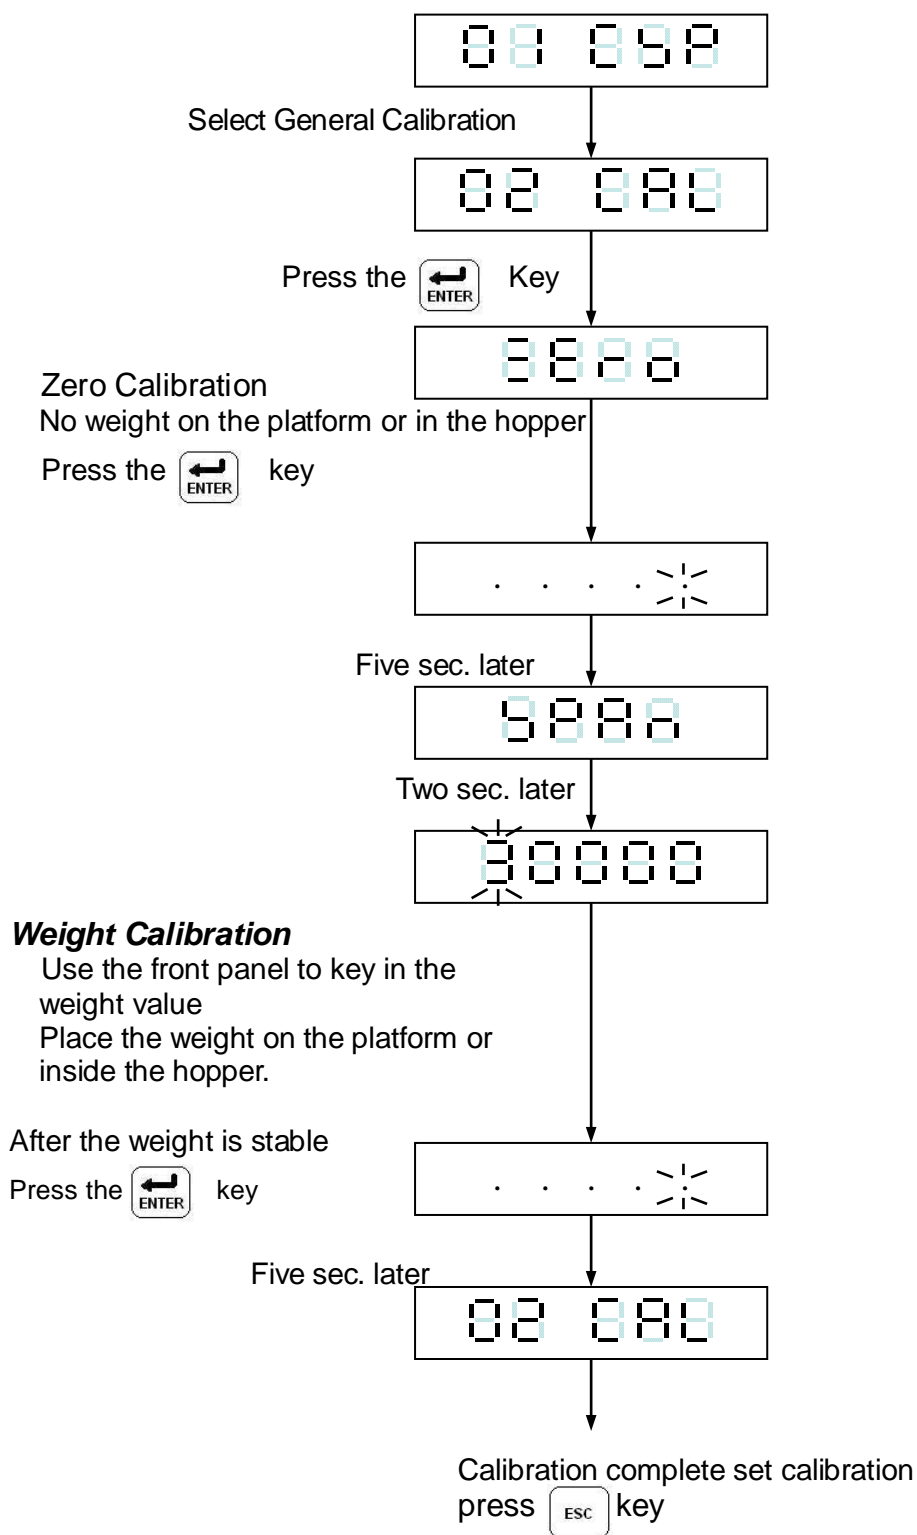 01 CSP
Select General Calibration
02 CAL
Press the ENTER Key
ZEro
Zero Calibration
No weight on the platform or in the hopper
Press the ENTER key
. . . . .
Five sec. later
SPAn
Two sec. later
30000
Weight Calibration
Use the front panel to key in the
weight value
Place the weight on the platform or
inside the hopper.
After the weight is stable
Press the ENTER key
. . . . .
Five sec. later
02 CAL
Calibration complete set calibration
press ESC key